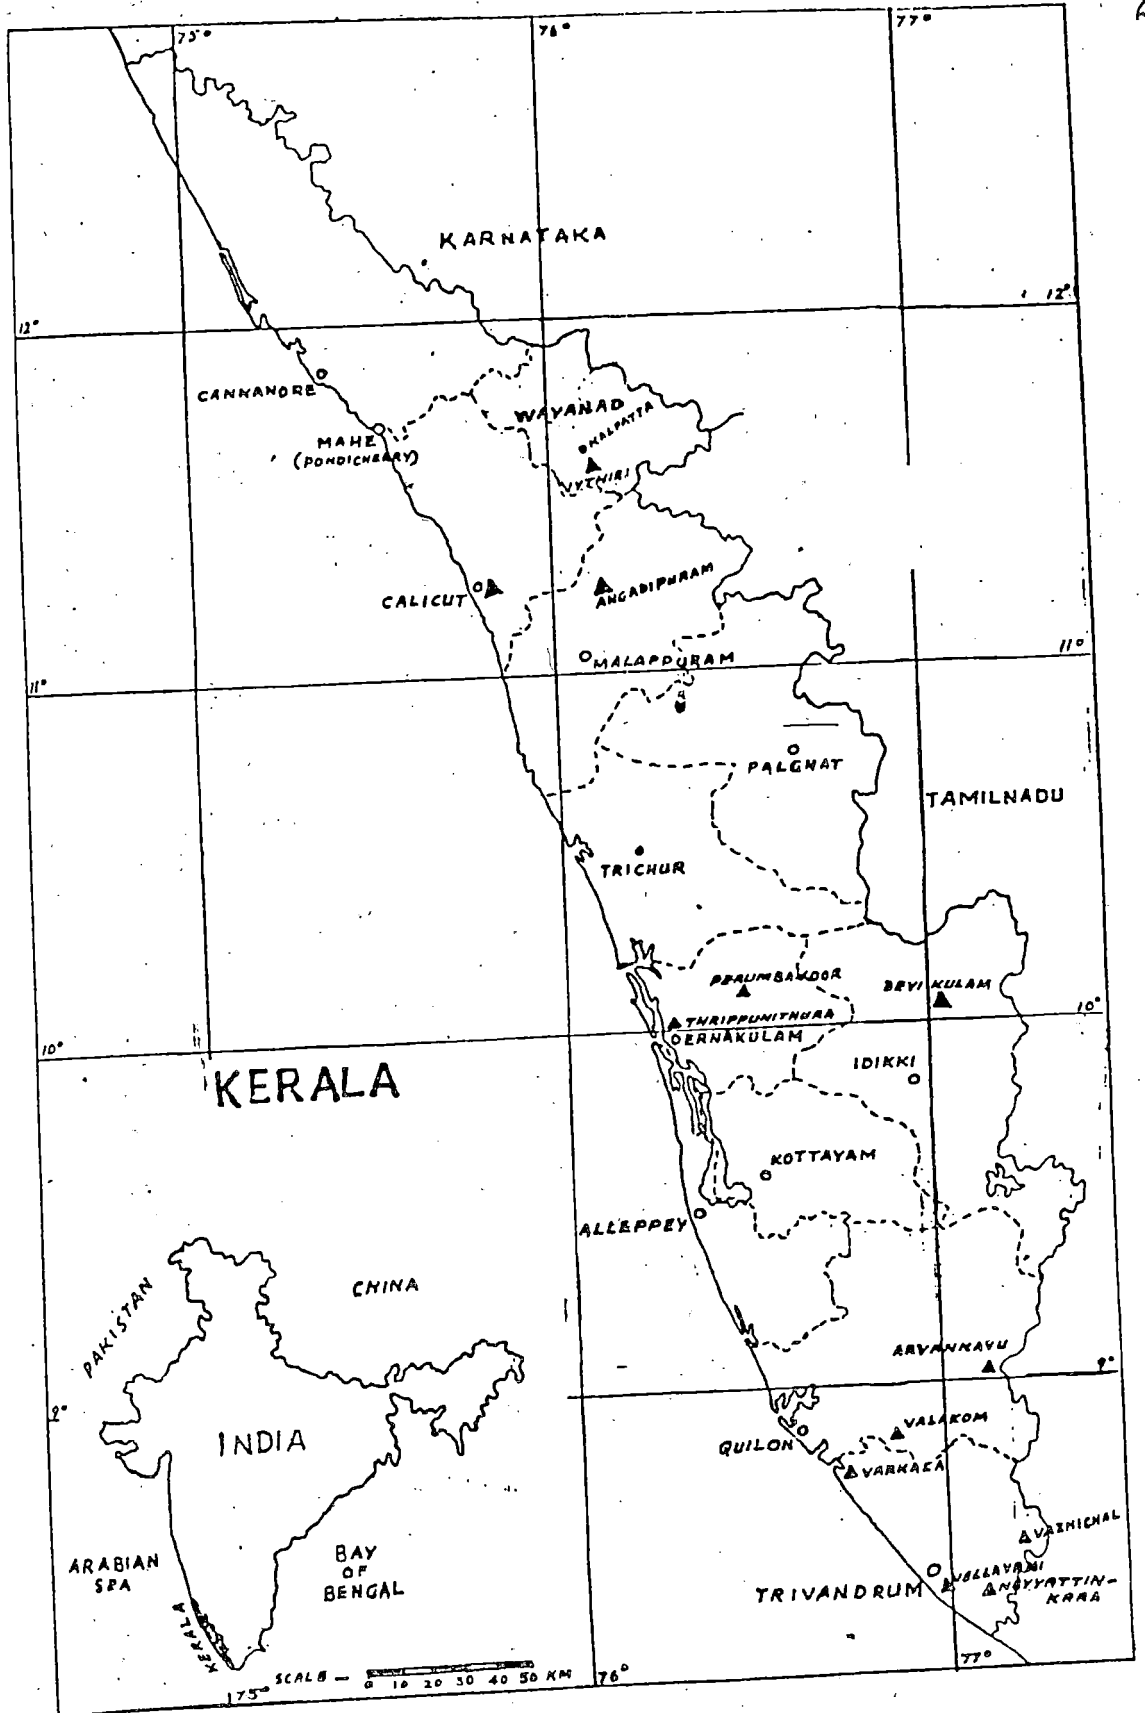 75°
76°
77°
KARNATAKA
12°
12°
CANNANORE
WAYANAD
KALPATTA
MAHE
(PONDICHERRY)
VYTHIRI
CALICUT
ANGADIPURAM
MALAPPURAM
11°
11°
PALGHAT
TAMILNADU
TRICHUR
PERUMBAVOOR
DEVIKULAM
THRIPPUNITHURA
10°
ERNAKULAM
10°
IDIKKI
KERALA
KOTTAYAM
ALLEPPEY
CHINA
PAKISTAN
ARYANKAVU
9°
9°
VALAKOM
INDIA
QUILON
VARKALA
VAZHICHAL
ARABIAN
SEA
BAY
OF
BENGAL
VELLAYANI
TRIVANDRUM
NEYYATTIN-
KARA
KERALA
SCALE — 0 10 20 30 40 50 KM
75°
76°
77°